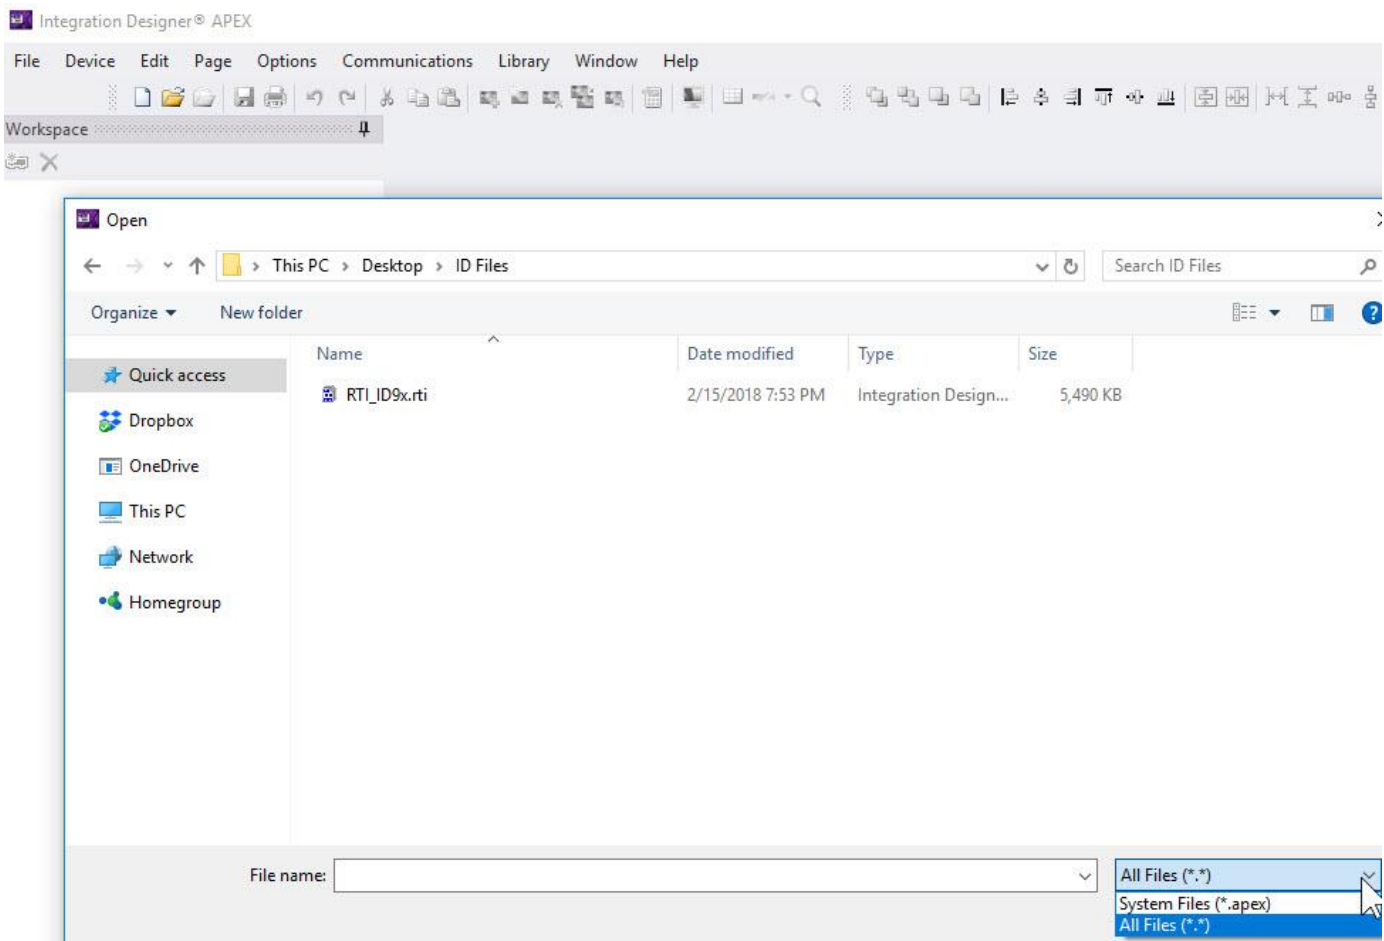 Integration Designer® APEX
File Device Edit Page Options Communications Library Window Help
Workspace
Open
This PC > Desktop > ID Files
Search ID Files
Organize New folder
Name Date modified Type Size
Quick access
RTI_ID9x.rti 2/15/2018 7:53 PM Integration Design... 5,490 KB
Dropbox
OneDrive
This PC
Network
Homegroup
File name: All Files (*.*)
System Files (*.apex)
All Files (*.*)